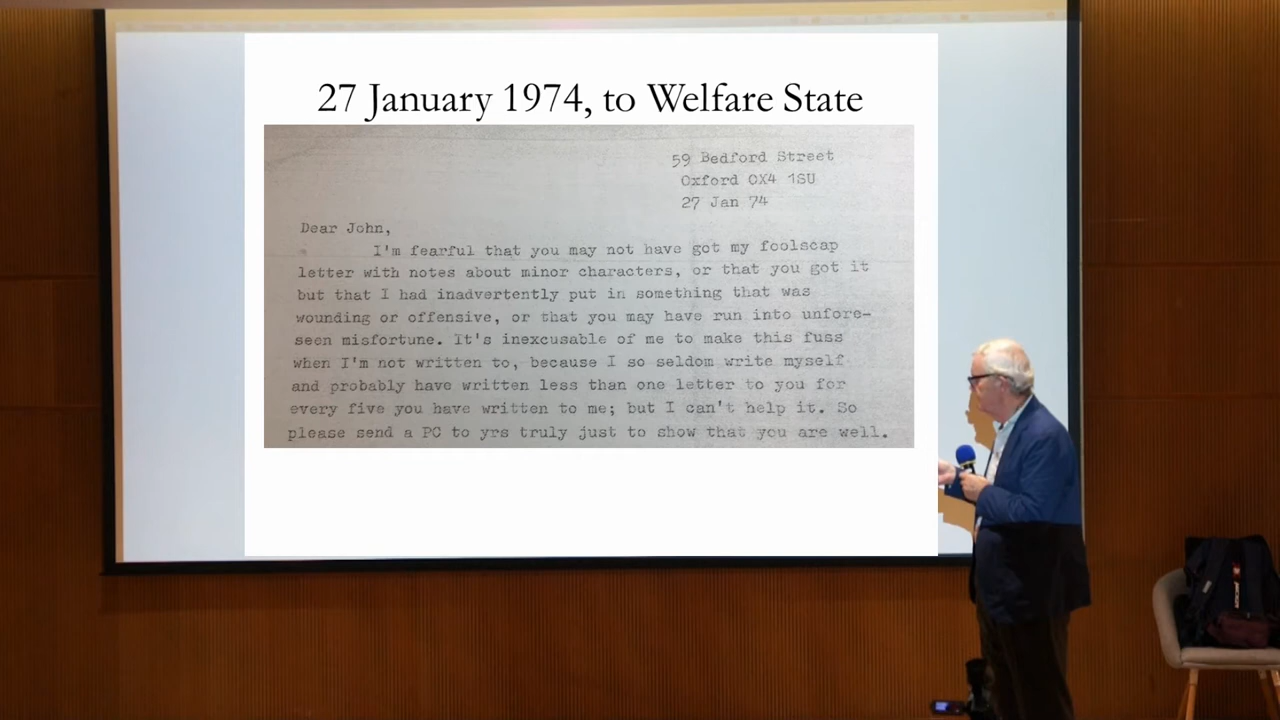 27 January 1974, to Welfare State
59 Bedford Street
Oxford OX4 1SU
27 Jan 74
Dear John,
I'm fearful that you may not have got my foolscap
letter with notes about minor characters, or that you got it
but that I had inadvertently put in something that was
wounding or offensive, or that you may have run into unfore-
seen misfortune. It's inexcusable of me to make this fuss
when I'm not written to, because I so seldom write myself
and probably have written less than one letter to you for
every five you have written to me; but I can't help it. So
please send a PC to yrs truly just to show that you are well.